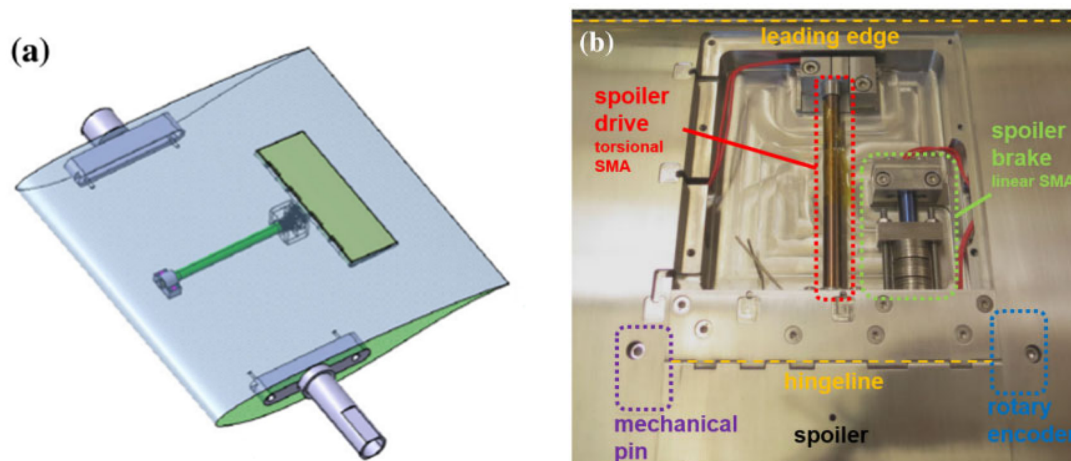 (a)
(b)
leading edge
spoiler
drive
torsional
SMA
spoiler
brake
linear SMA
hingeline
mechanical
pin
spoiler
rotary
encoder